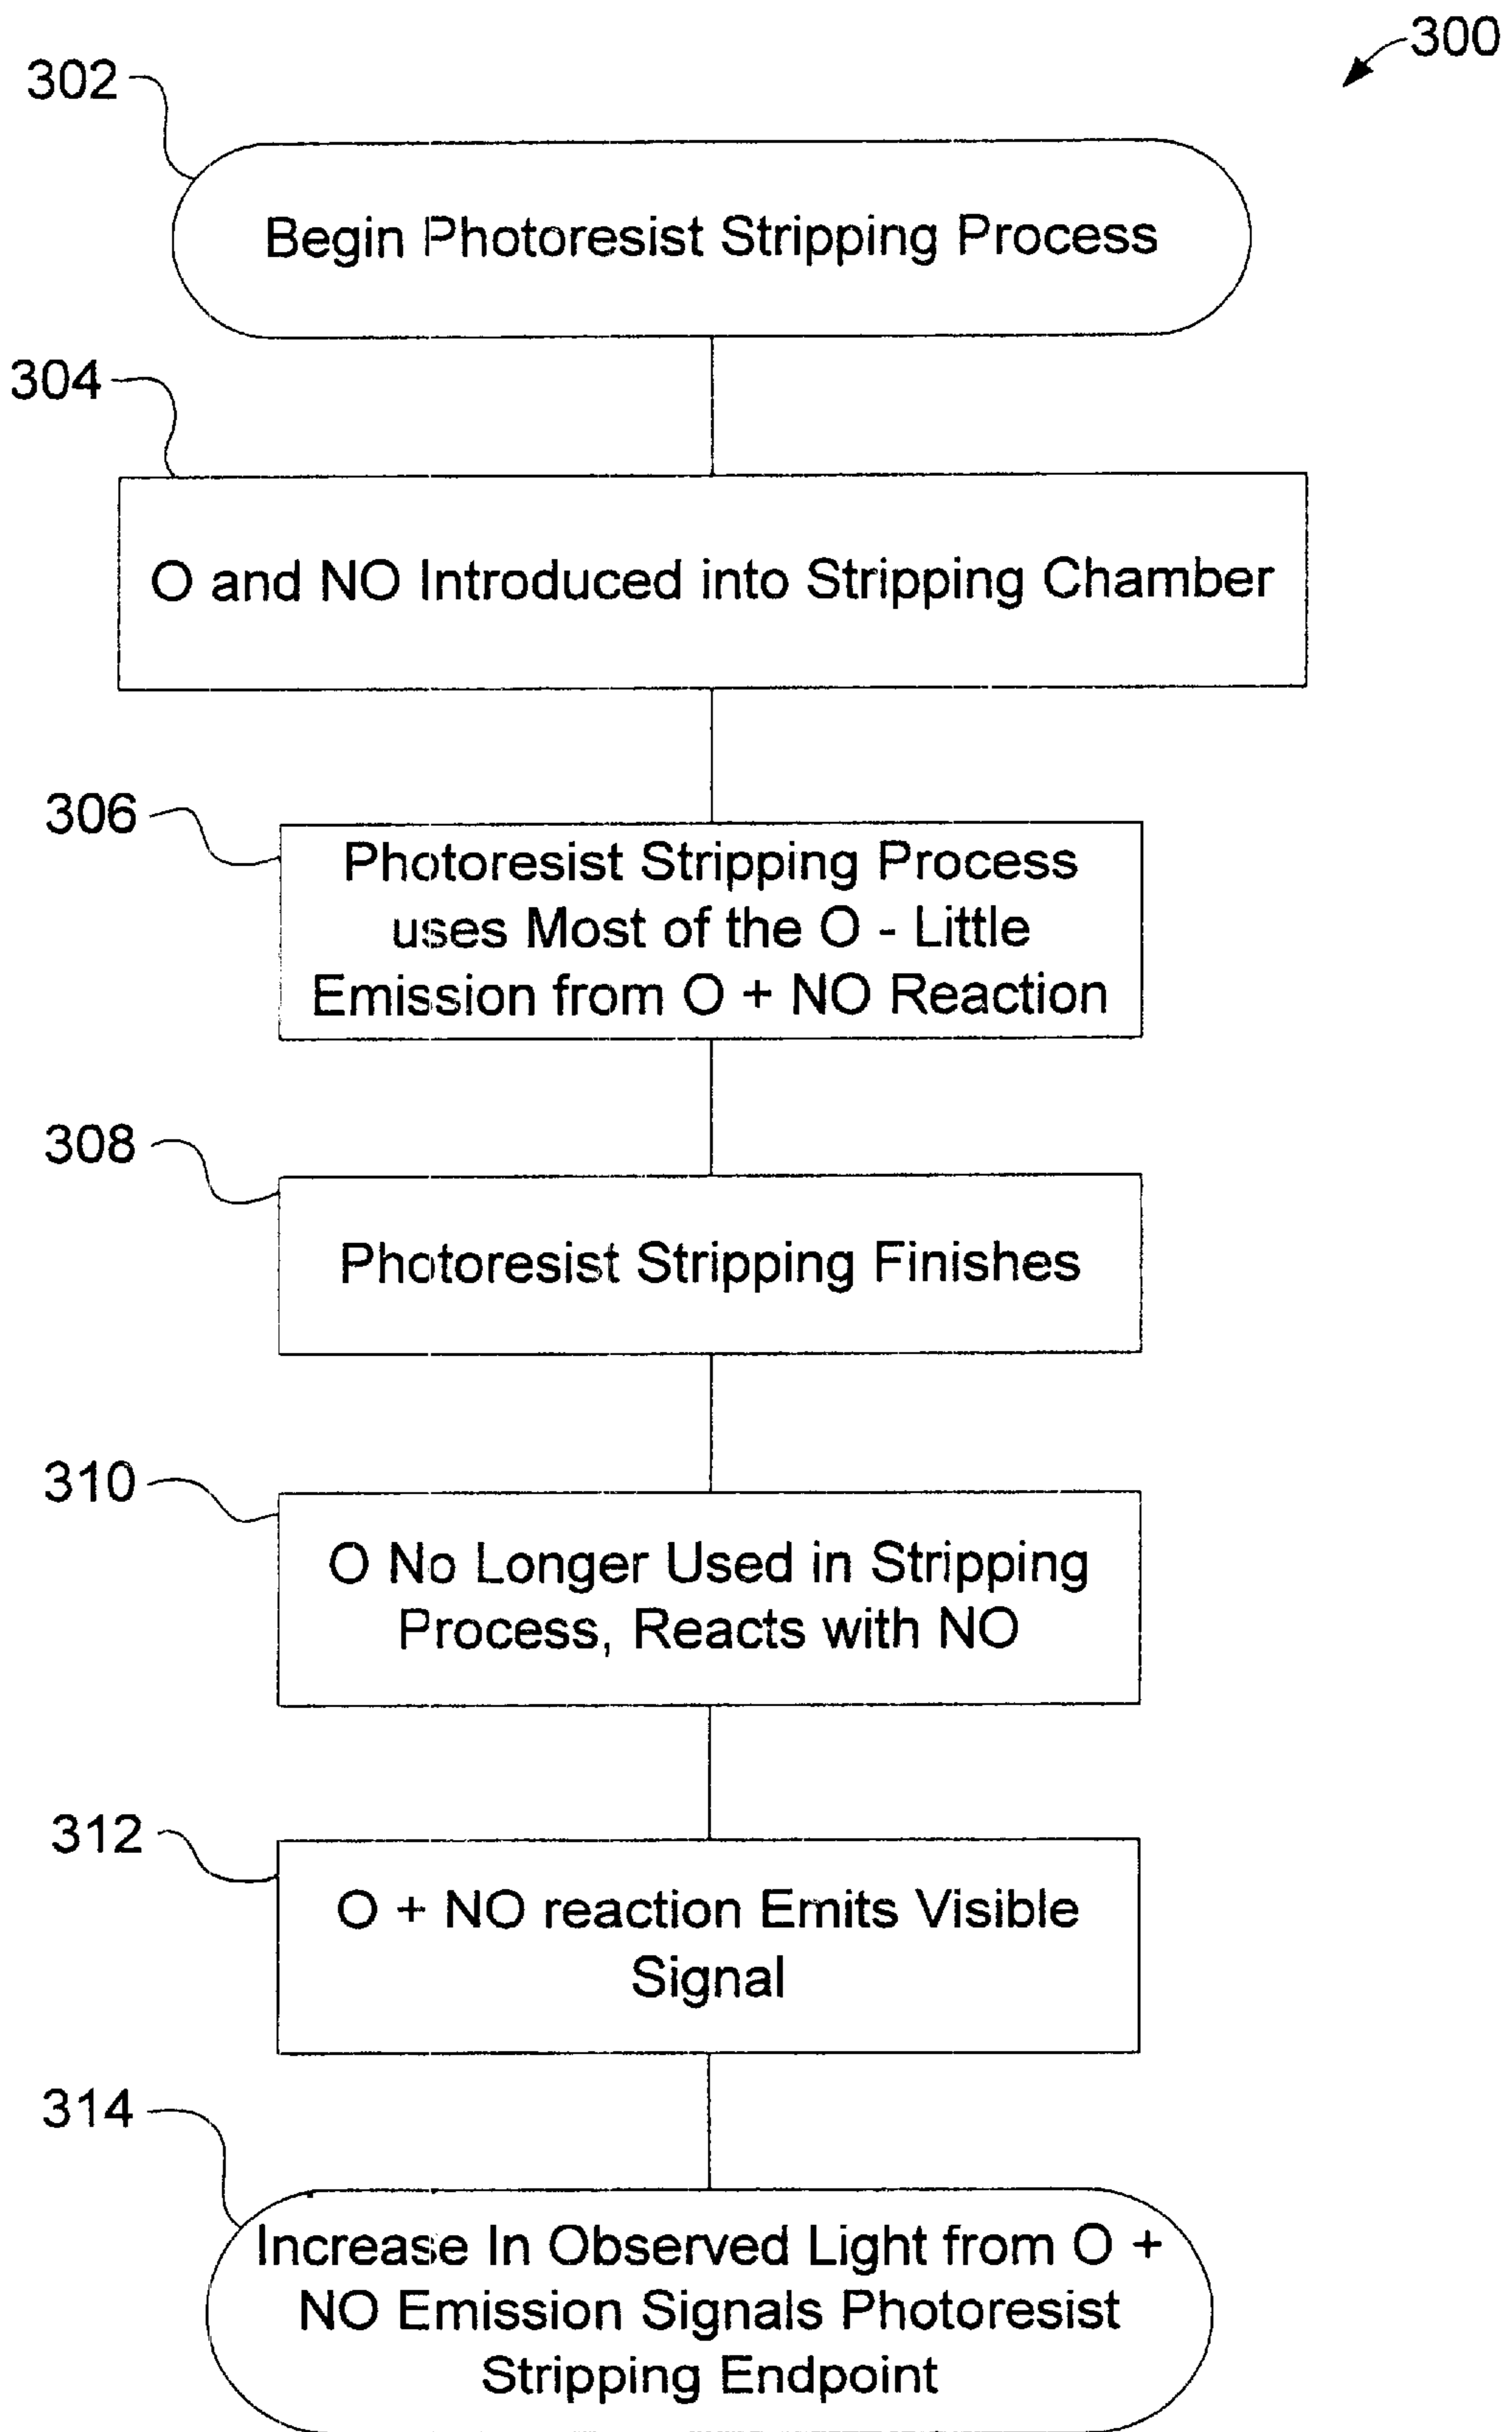 300
302
Begin Photoresist Stripping Process
304
O and NO Introduced into Stripping Chamber
306
Photoresist Stripping Process
uses Most of the O - Little
Emission from O + NO Reaction
308
Photoresist Stripping Finishes
310
O No Longer Used in Stripping
Process, Reacts with NO
312
O + NO reaction Emits Visible
Signal
314
Increase In Observed Light from O +
NO Emission Signals Photoresist
Stripping Endpoint